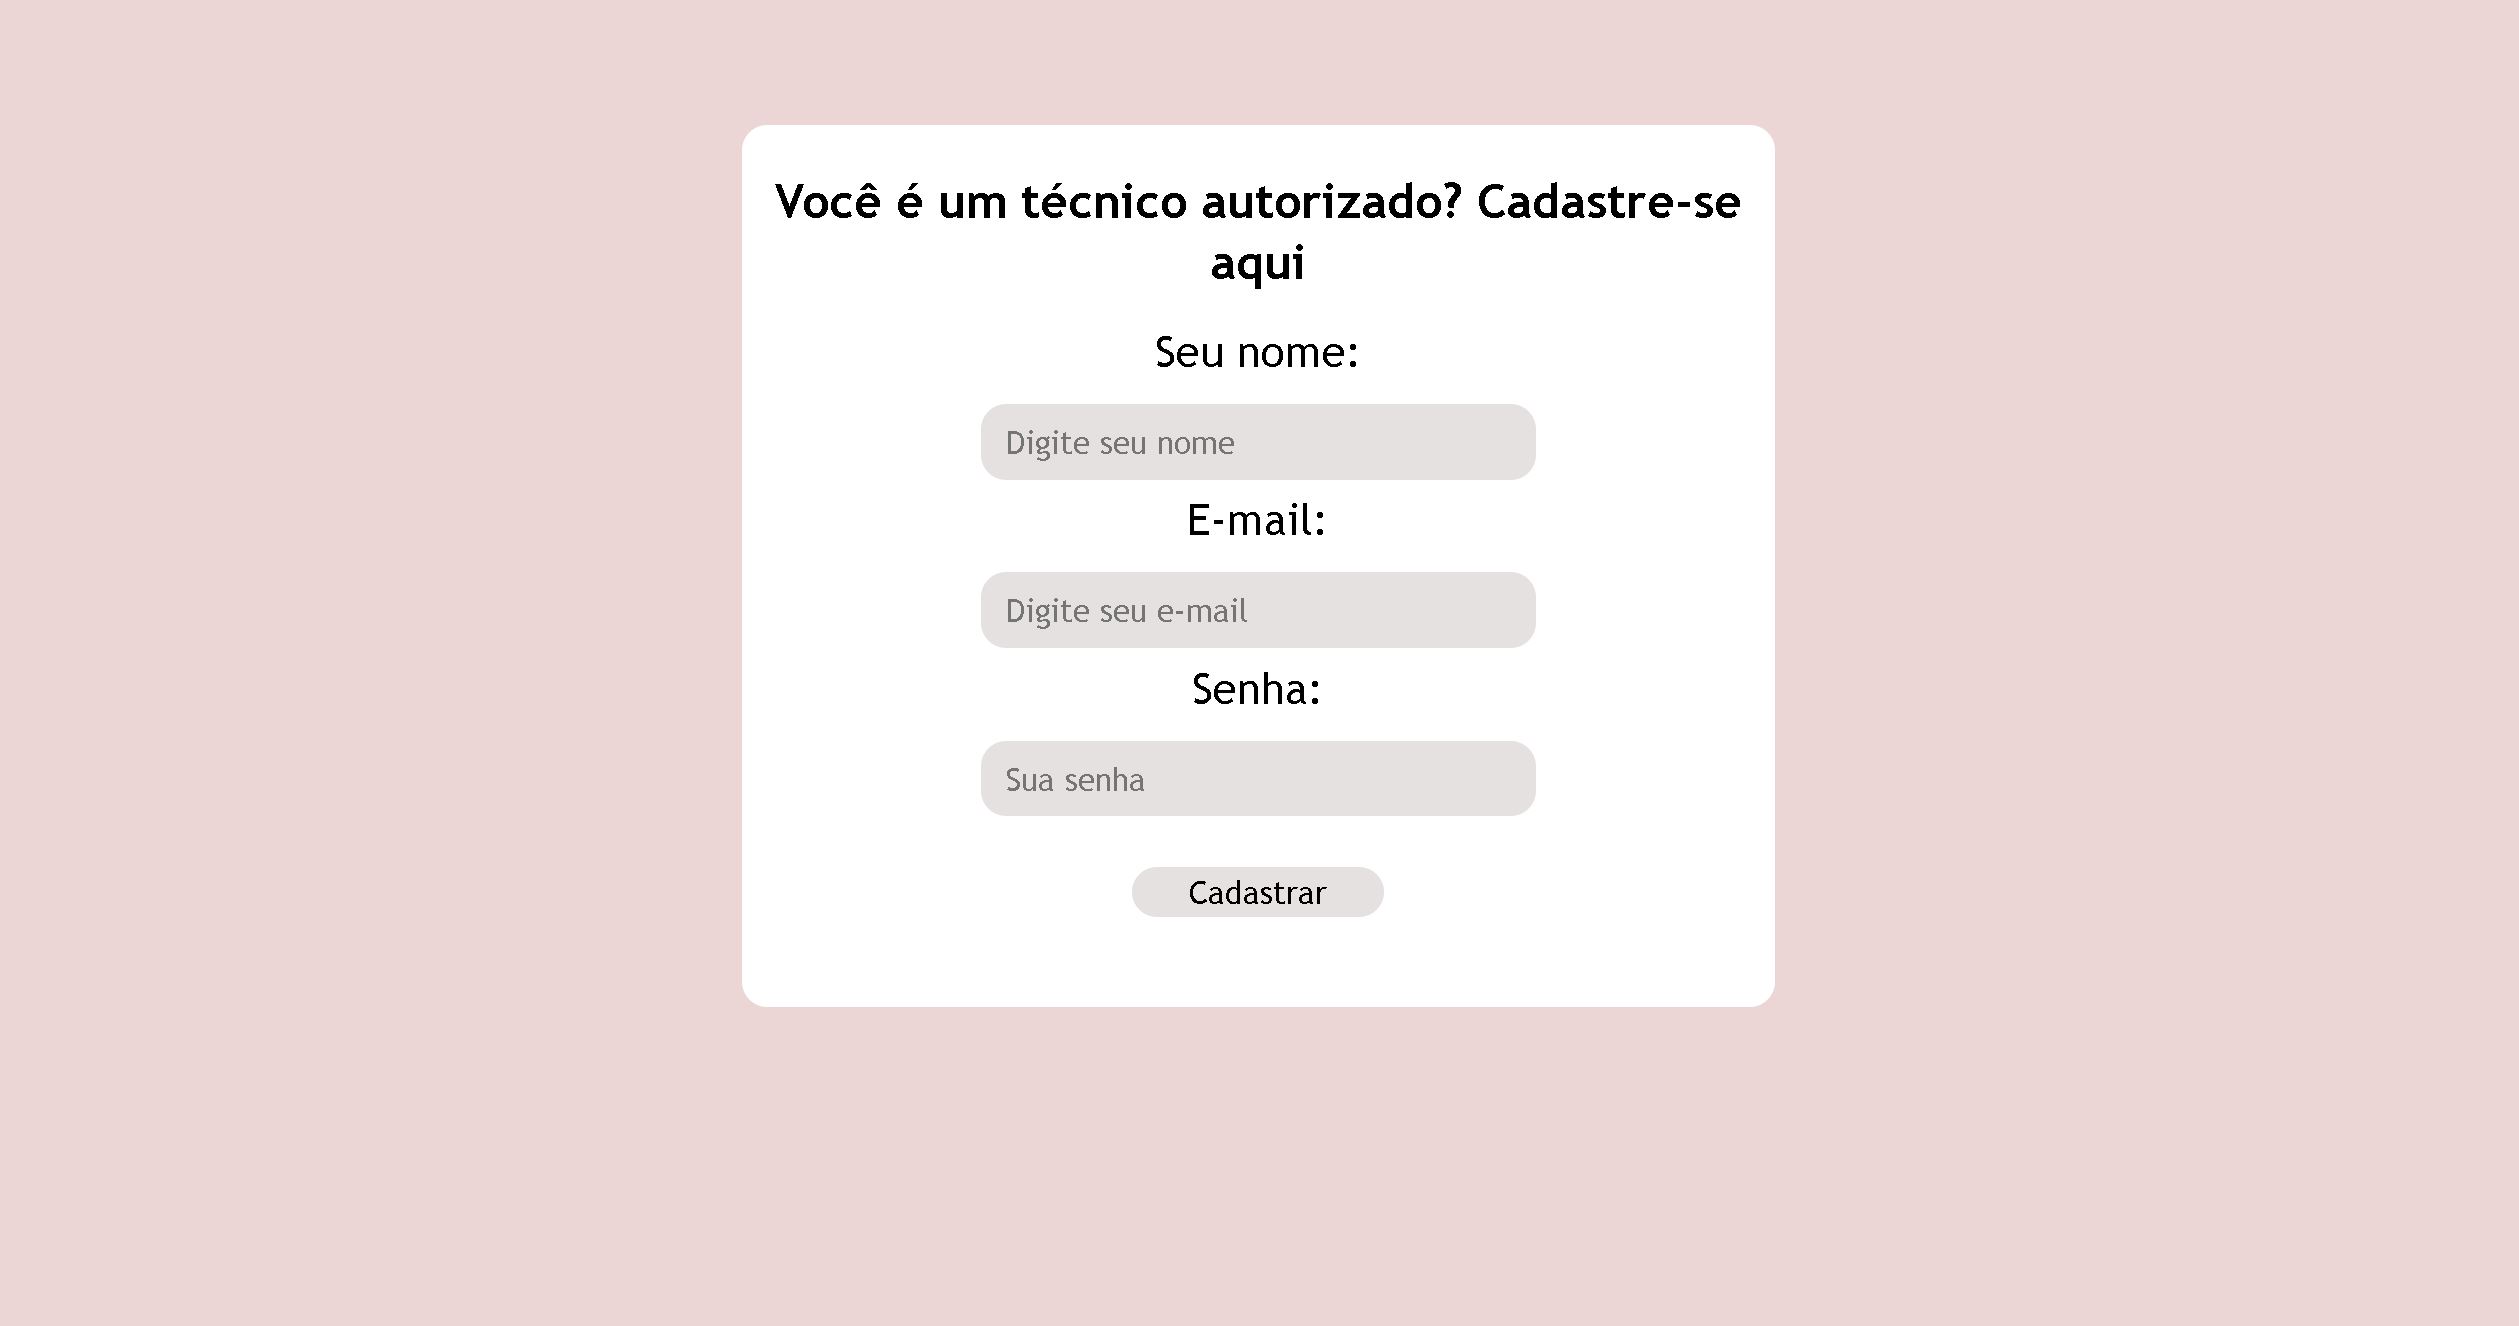 Você é um técnico autorizado? Cadastre-se
aqui
Seu nome:
Digite seu nome
E-mail:
Digite seu e-mail
Senha:
Sua senha
Cadastrar